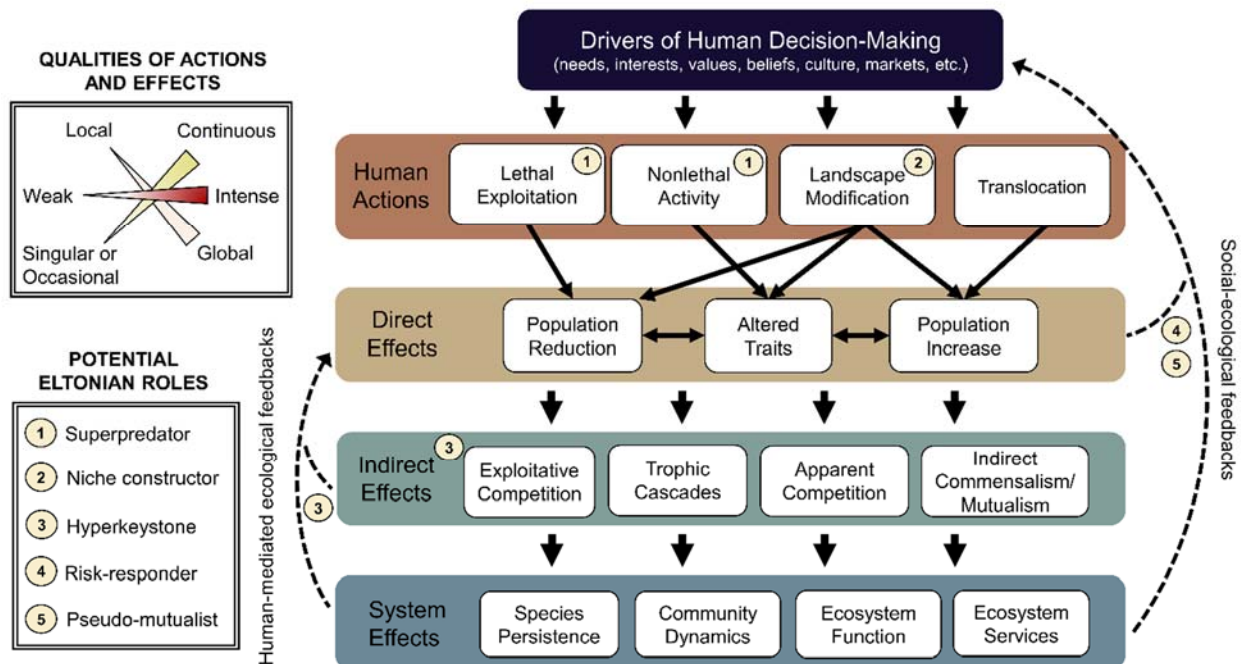 Drivers of Human Decision-Making
(needs, interests, values, beliefs, culture, markets, etc.)
QUALITIES OF ACTIONS
AND EFFECTS
Local
Continuous
Weak
Intense
Singular or
Occasional
Global
Human
Actions
Lethal
Exploitation
1
Nonlethal
Activity
1
Landscape
Modification
2
Translocation
Direct
Effects
Population
Reduction
Altered
Traits
Population
Increase
4
5
Social-ecological feedbacks
POTENTIAL
ELTONIAN ROLES
1 Superpredator
2 Niche constructor
3 Hyperkeystone
4 Risk-responder
5 Pseudo-mutualist
Human-mediated ecological feedbacks
3
Indirect
Effects
3
Exploitative
Competition
Trophic
Cascades
Apparent
Competition
Indirect
Commensalism/
Mutualism
System
Effects
Species
Persistence
Community
Dynamics
Ecosystem
Function
Ecosystem
Services